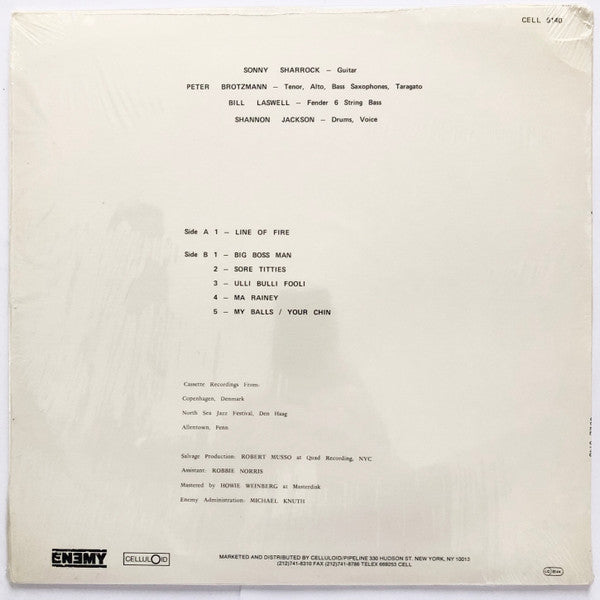 CELL 5140
SONNY SHARROCK – Guitar
PETER BROTZMANN – Tenor, Alto, Bass Saxophones, Taragato
BILL LASWELL – Fender 6 String Bass
SHANNON JACKSON – Drums, Voice
Side A 1 – LINE OF FIRE
Side B 1 – BIG BOSS MAN
2 – SORE TITTIES
3 – ULLI BULLI FOOLI
4 – MA RAINEY
5 – MY BALLS / YOUR CHIN
Cassette Recordings From:
Copenhagen, Denmark
North Sea Jazz Festival, Den Haag
Allentown, Penn
Salvage Production: ROBERT MUSSO at Quad Recording, NYC
Assistant: ROBBIE NORRIS
Mastered by HOWIE WEINBERG at Masterdisk
Enemy Administration: MICHAEL KNUTH
ENEMY CELLULOID
MARKETED AND DISTRIBUTED BY CELLULOID/PIPELINE 330 HUDSON ST. NEW YORK, NY 10013
(212)741-8310 FAX (212)741-8786 TELEX 669253 CELL